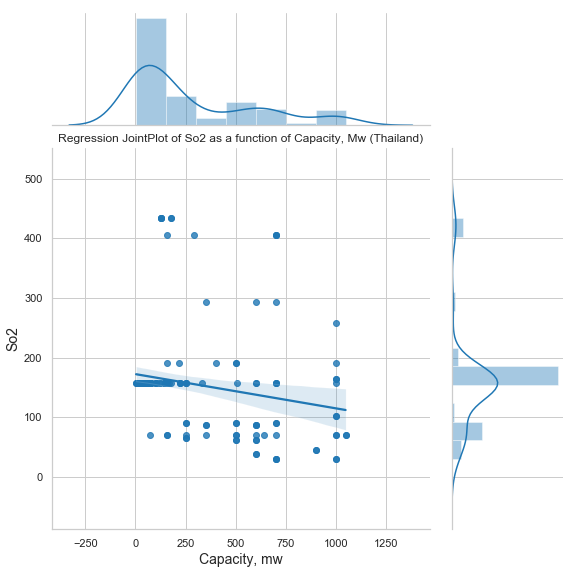 Regression JointPlot of So2 as a function of Capacity, Mw (Thailand)
500
400
300
200
100
0
So2
−250 0 250 500 750 1000 1250
Capacity, mw